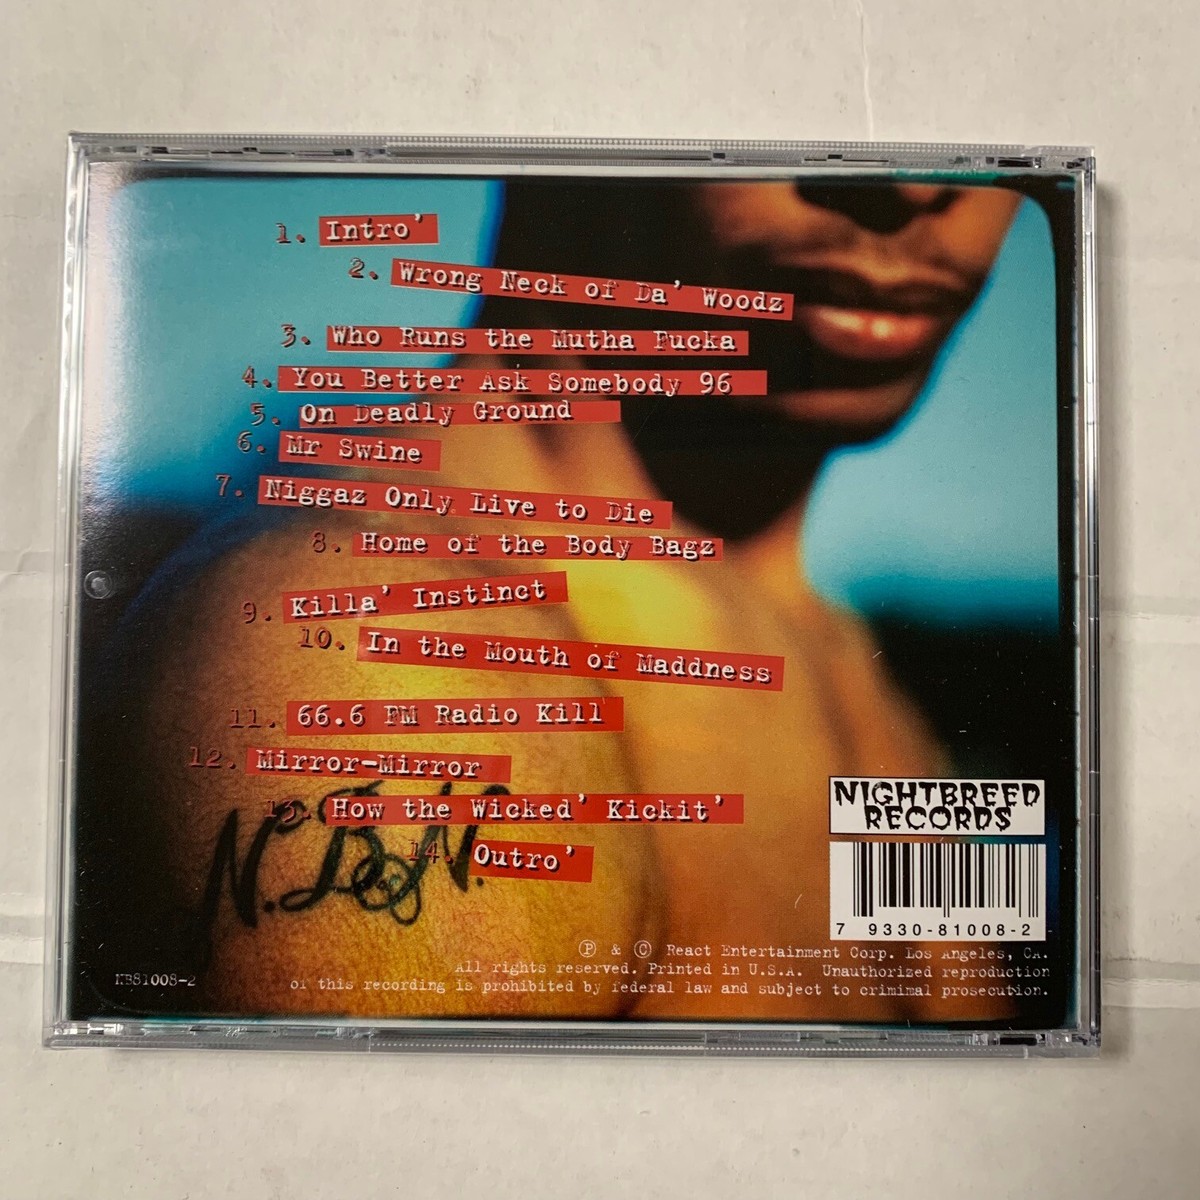 1. Intro'
2. Wrong Neck of Da' Woodz
3. Who Runs the Mutha Fucka
4. You Better Ask Somebody 96
5. On Deadly Ground
6. Mr Swine
7. Niggaz Only Live to Die
8. Home of the Body Bagz
9. Killa' Instinct
10. In the Mouth of Maddness
11. 66.6 FM Radio Kill
12. Mirror-Mirror
13. How the Wicked' Kickit'
14. Outro'
N.B.N.
NIGHTBREED
RECORDS
7 9330-81008-2
Ⓟ & © React Entertainment Corp. Los Angeles, CA.
All rights reserved. Printed in U.S.A. Unauthorized reproduction
of this recording is prohibited by federal law and subject to criminal prosecution.
NB81008-2